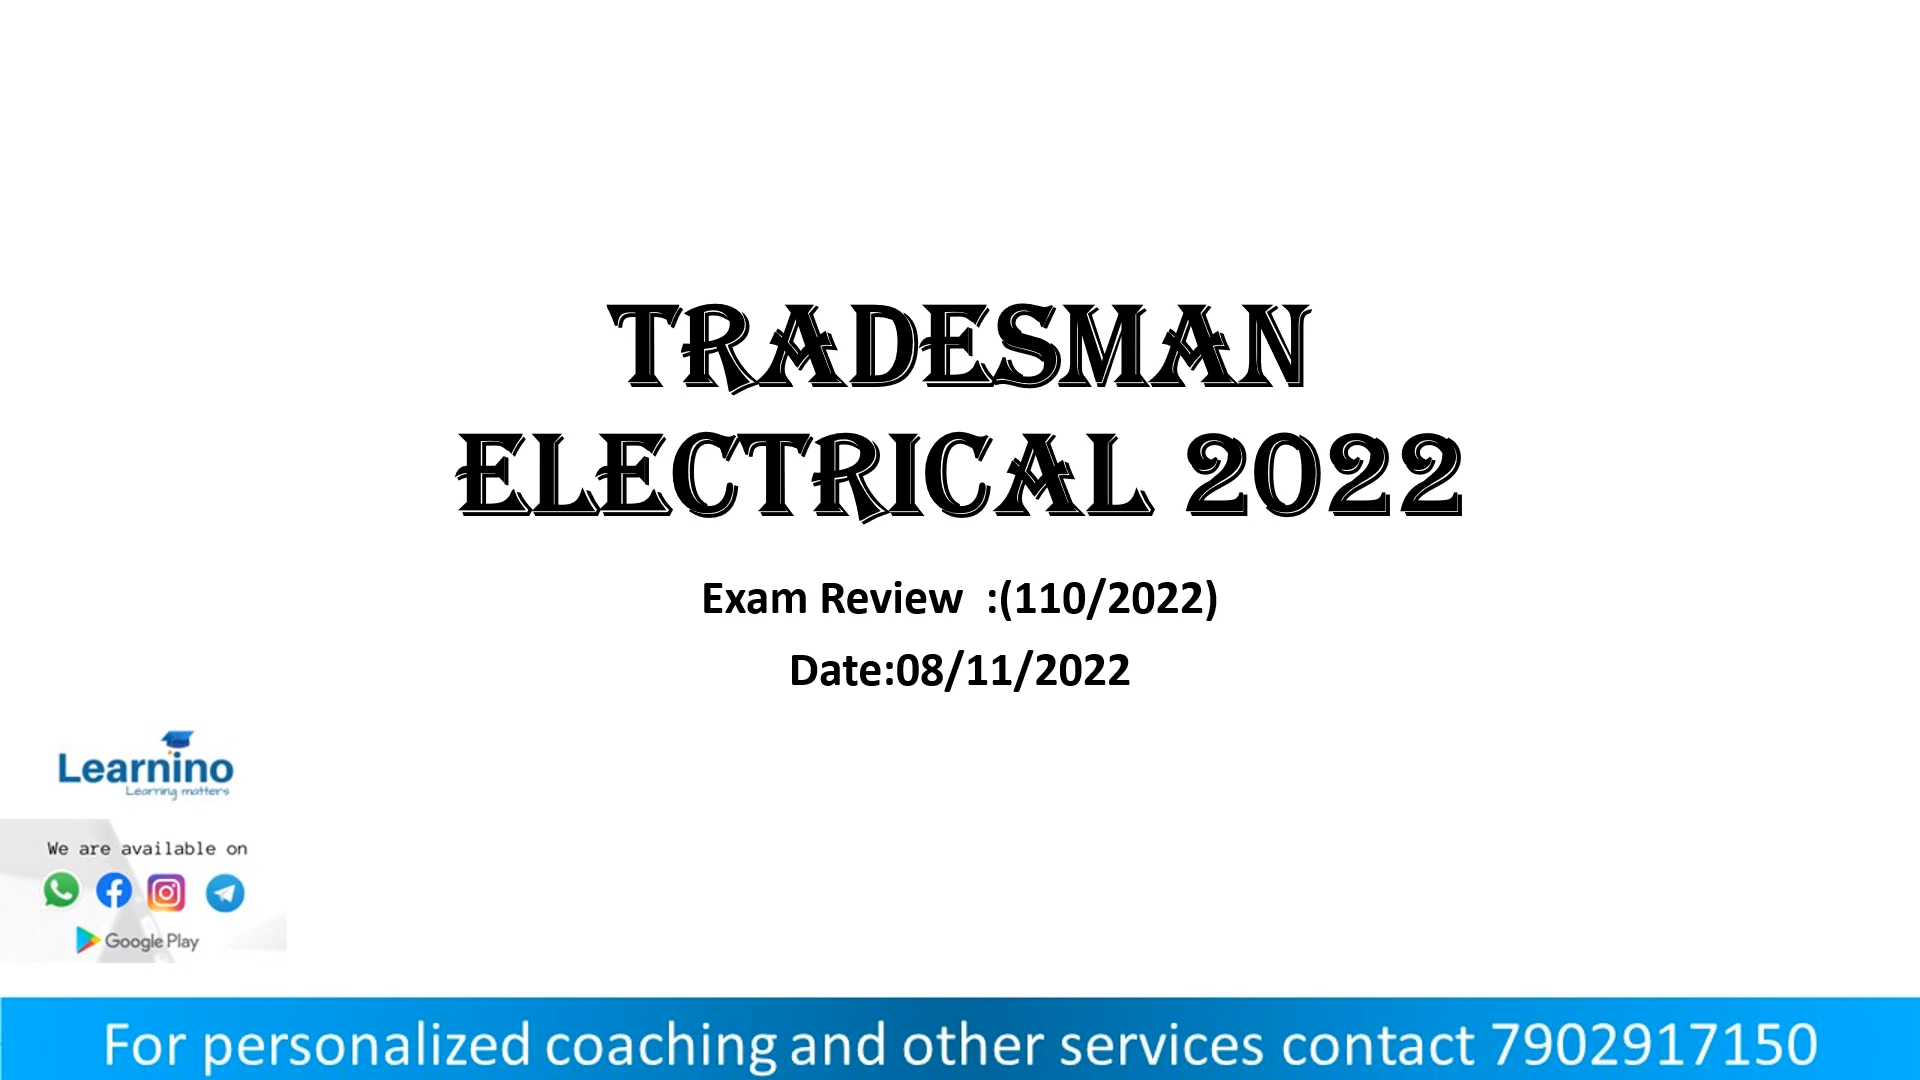 TRADESMAN
ELECTRICAL 2022
Exam Review  :(110/2022)
Date:08/11/2022
Learnino
Learning matters
We are available on
Google Play
For personalized coaching and other services contact 7902917150